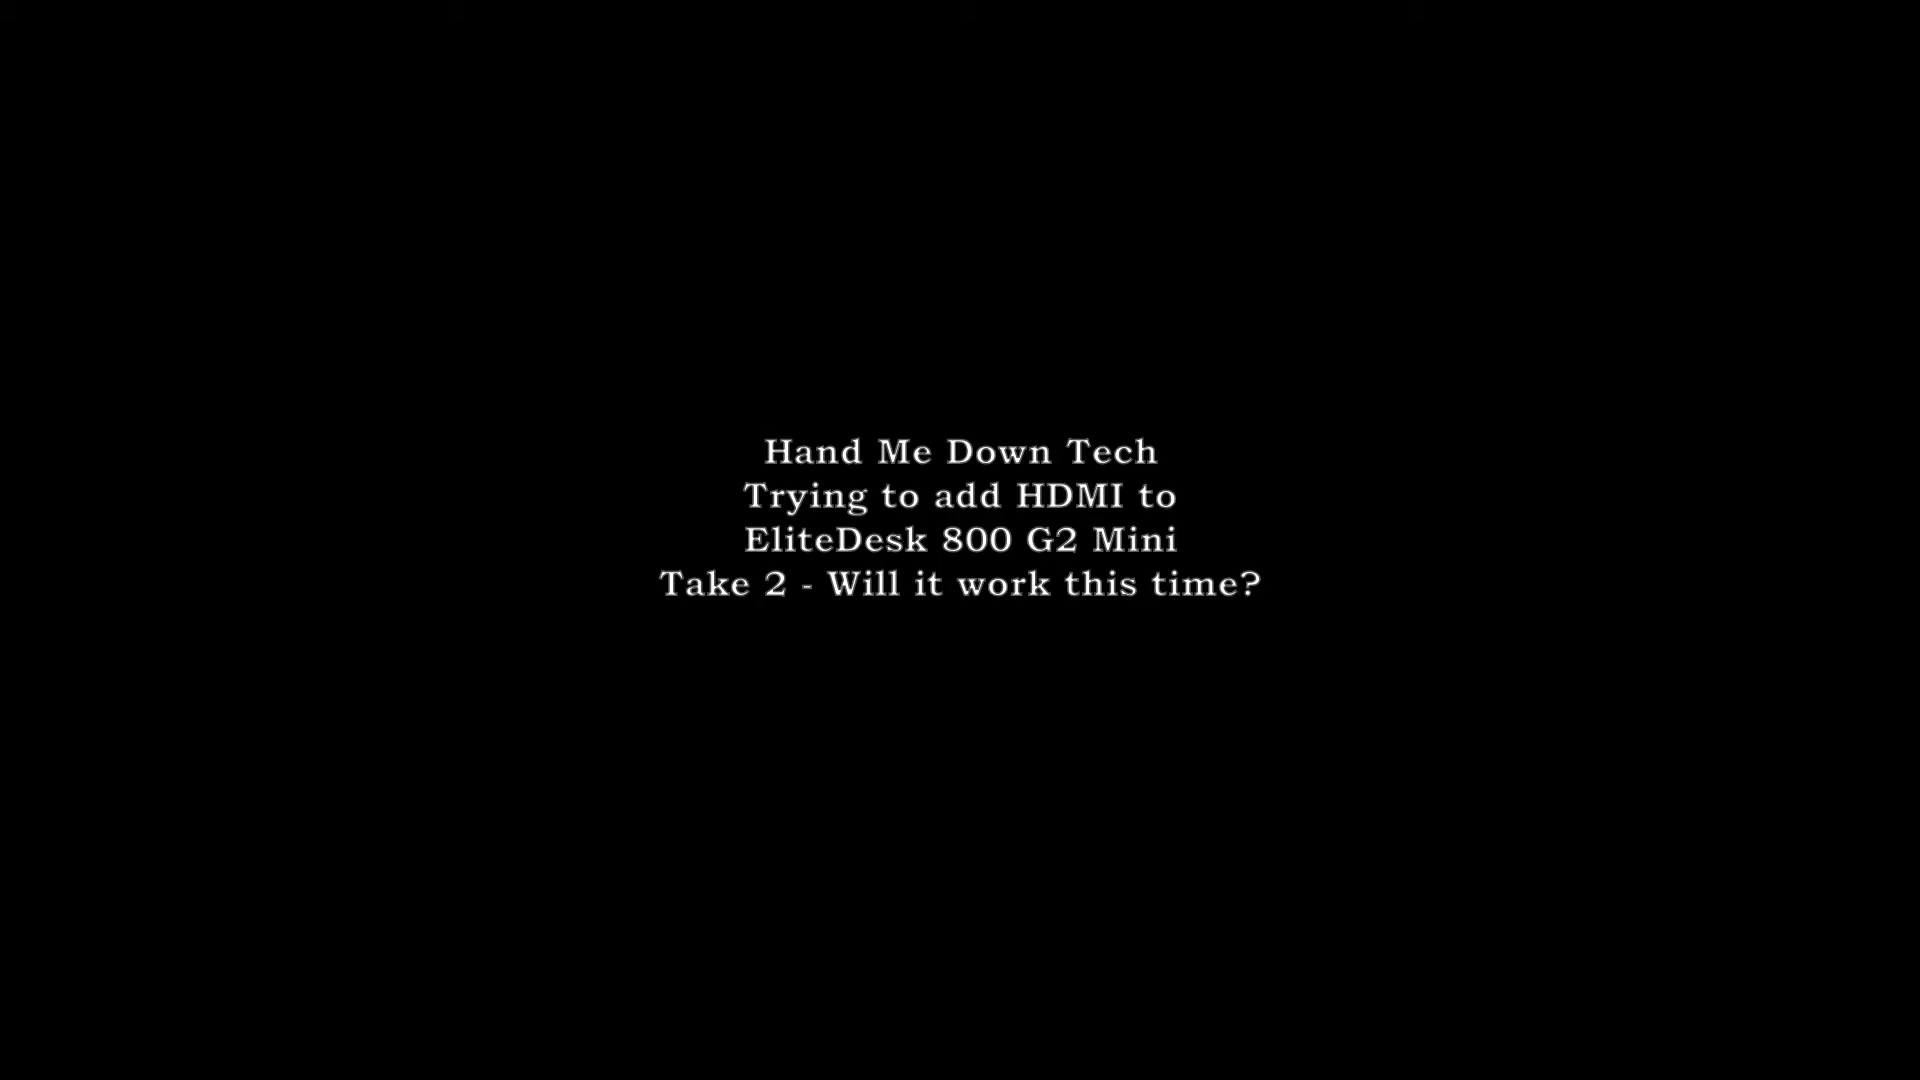 Hand Me Down Tech
Trying to add HDMI to
EliteDesk 800 G2 Mini
Take 2 - Will it work this time?